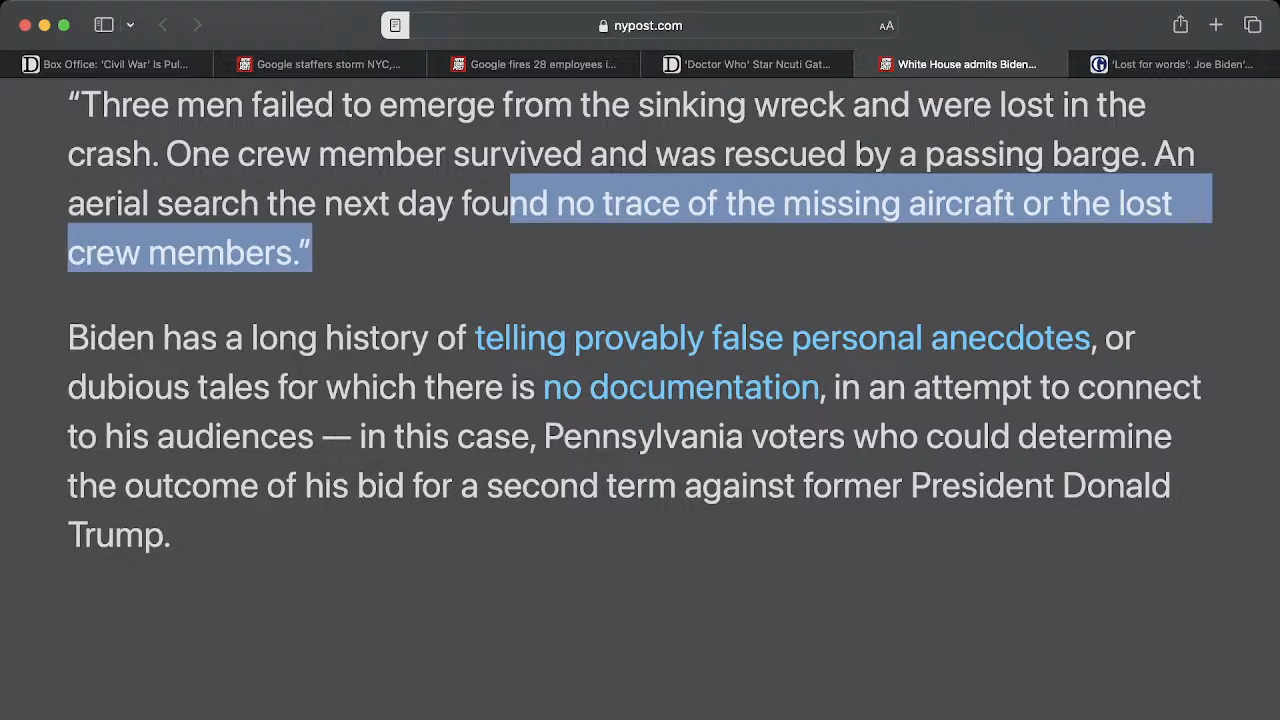 nypost.com
AA
Box Office: 'Civil War' Is Pul...
Google staffers storm NYC,...
Google fires 28 employees i...
'Doctor Who' Star Ncuti Gat...
White House admits Biden...
'Lost for words': Joe Biden'...
“Three men failed to emerge from the sinking wreck and were lost in the
crash. One crew member survived and was rescued by a passing barge. An
aerial search the next day found no trace of the missing aircraft or the lost
crew members.”
Biden has a long history of telling provably false personal anecdotes, or
dubious tales for which there is no documentation, in an attempt to connect
to his audiences — in this case, Pennsylvania voters who could determine
the outcome of his bid for a second term against former President Donald
Trump.